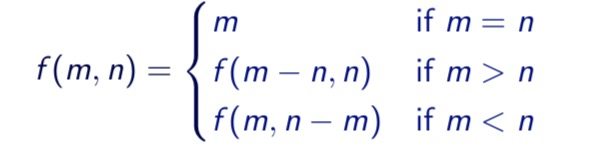 m if m = n
f(m, n) = { f(m − n, n) if m > n
f(m, n − m) if m < n